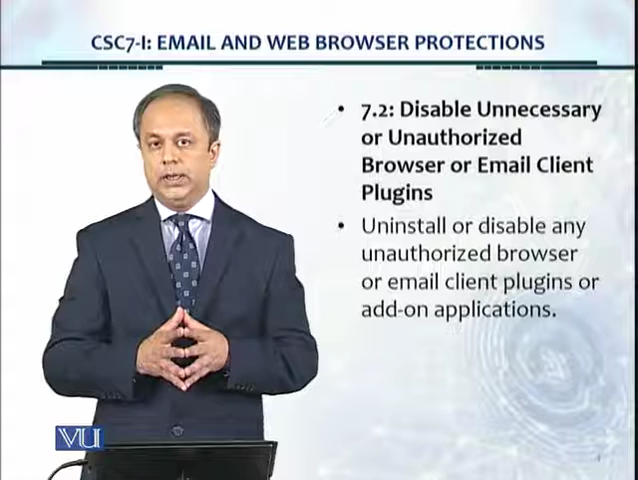 CSC7-I: EMAIL AND WEB BROWSER PROTECTIONS
• 7.2: Disable Unnecessary
or Unauthorized
Browser or Email Client
Plugins
• Uninstall or disable any
unauthorized browser
or email client plugins or
add-on applications.
VU